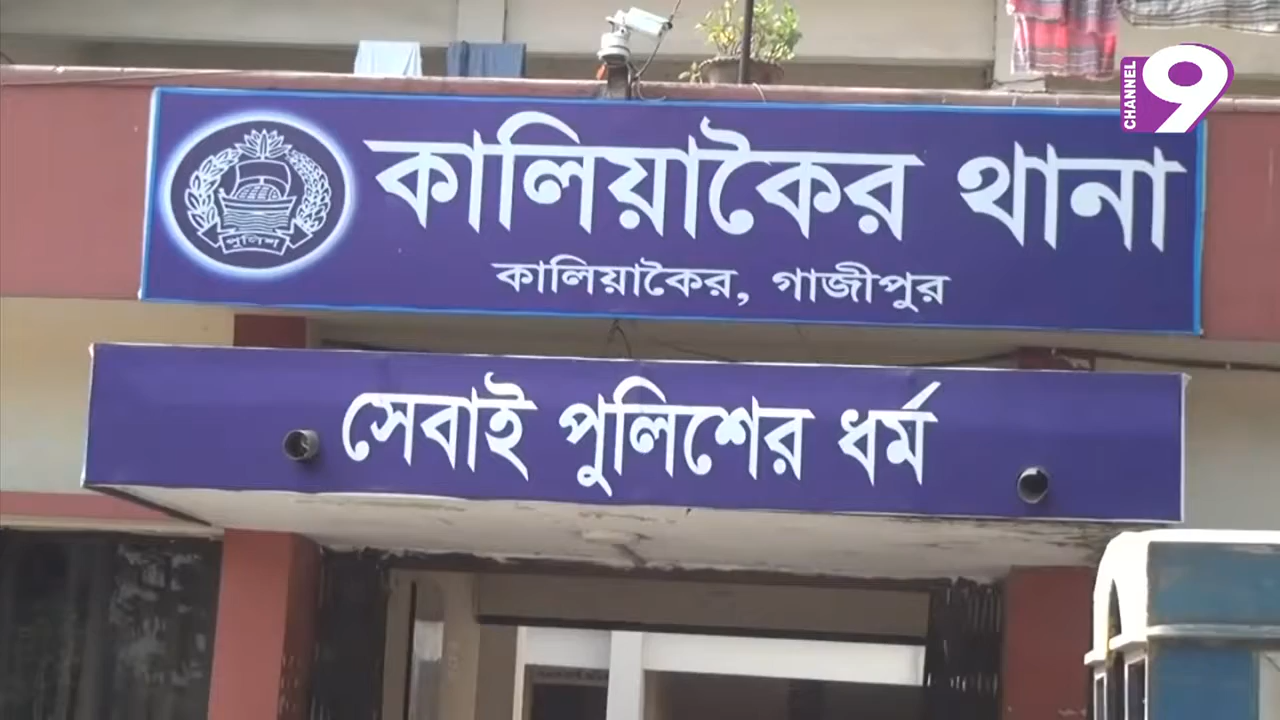 CHANNEL 9
কালিয়াকৈর থানা
পুলিশ
কালিয়াকৈর, গাজীপুর
সেবাই পুলিশের ধর্ম